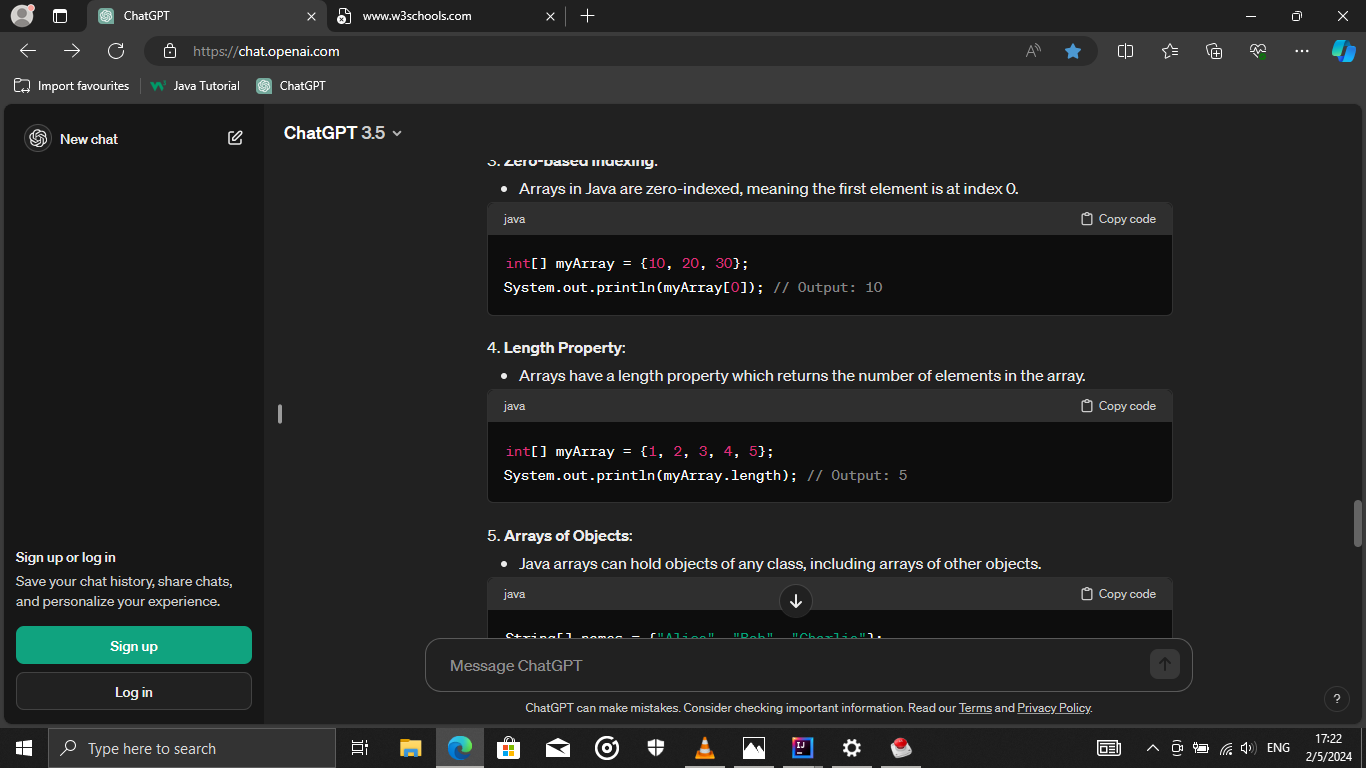 ChatGPT
www.w3schools.com
https://chat.openai.com
Import favourites
Java Tutorial
ChatGPT
New chat
ChatGPT 3.5
3. Zero-based Indexing:
Arrays in Java are zero-indexed, meaning the first element is at index 0.
java
Copy code
int[] myArray = {10, 20, 30};
System.out.println(myArray[0]); // Output: 10
4. Length Property:
Arrays have a length property which returns the number of elements in the array.
java
Copy code
int[] myArray = {1, 2, 3, 4, 5};
System.out.println(myArray.length); // Output: 5
5. Arrays of Objects:
Java arrays can hold objects of any class, including arrays of other objects.
java
Copy code
String[] names = {"Alice", "Bob", "Charlie"};
Sign up or log in
Save your chat history, share chats,
and personalize your experience.
Sign up
Log in
Message ChatGPT
ChatGPT can make mistakes. Consider checking important information. Read our Terms and Privacy Policy.
?
Type here to search
ENG
17:22
2/5/2024